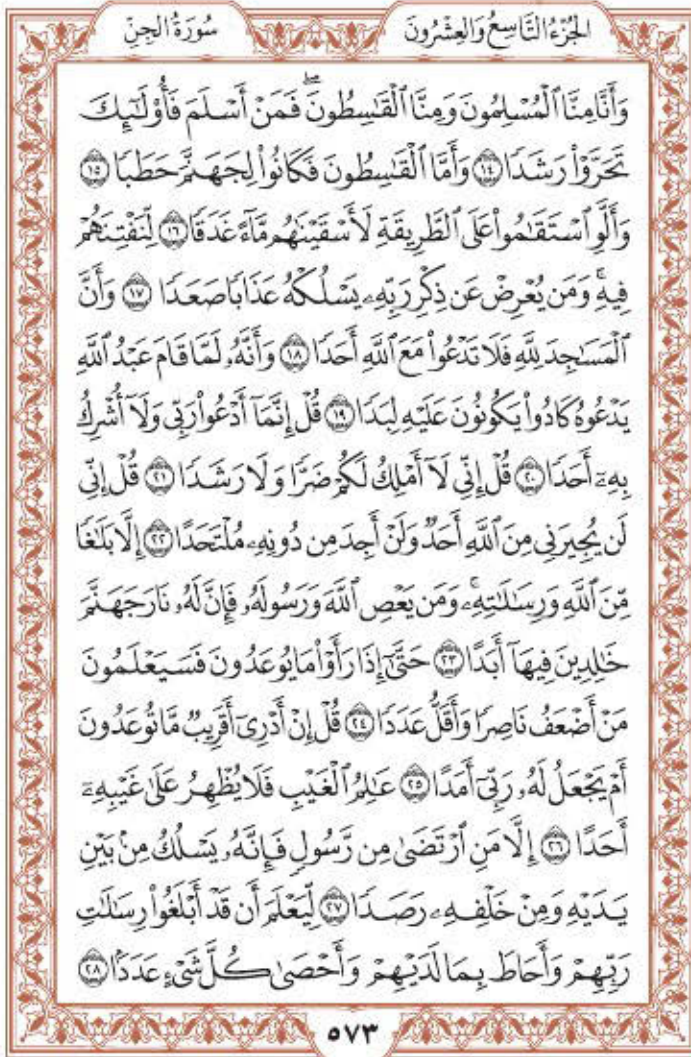 الجُزْءُ التَّاسِعُ وَالعِشْرُونَ
سُورَةُ الجِنِّ
وَأَنَّا مِنَّا ٱلْمُسْلِمُونَ وَمِنَّا ٱلْقَٰسِطُونَۖ فَمَنْ أَسْلَمَ فَأُو۟لَٰٓئِكَ
تَحَرَّوْا۟ رَشَدًا ١٤ وَأَمَّا ٱلْقَٰسِطُونَ فَكَانُوا۟ لِجَهَنَّمَ حَطَبًا ١٥
وَأَلَّوِ ٱسْتَقَٰمُوا۟ عَلَى ٱلطَّرِيقَةِ لَأَسْقَيْنَٰهُم مَّآءً غَدَقًا ١٦ لِّنَفْتِنَهُمْ
فِيهِۚ وَمَن يُعْرِضْ عَن ذِكْرِ رَبِّهِۦ يَسْلُكْهُ عَذَابًا صَعَدًا ١٧ وَأَنَّ
ٱلْمَسَٰجِدَ لِلَّهِ فَلَا تَدْعُوا۟ مَعَ ٱللَّهِ أَحَدًا ١٨ وَأَنَّهُۥ لَمَّا قَامَ عَبْدُ ٱللَّهِ
يَدْعُوهُ كَادُوا۟ يَكُونُونَ عَلَيْهِ لِبَدًا ١٩ قُلْ إِنَّمَآ أَدْعُوا۟ رَبِّى وَلَآ أُشْرِكُ
بِهِۦٓ أَحَدًا ٢٠ قُلْ إِنِّى لَآ أَمْلِكُ لَكُمْ ضَرًّا وَلَا رَشَدًا ٢١ قُلْ إِنِّى
لَن يُجِيرَنِى مِنَ ٱللَّهِ أَحَدٌ وَلَنْ أَجِدَ مِن دُونِهِۦ مُلْتَحَدًا ٢٢ إِلَّا بَلَٰغًا
مِّنَ ٱللَّهِ وَرِسَٰلَٰتِهِۦۚ وَمَن يَعْصِ ٱللَّهَ وَرَسُولَهُۥ فَإِنَّ لَهُۥ نَارَ جَهَنَّمَ
خَٰلِدِينَ فِيهَآ أَبَدًا ٢٣ حَتَّىٰٓ إِذَا رَأَوْا۟ مَا يُوعَدُونَ فَسَيَعْلَمُونَ
مَنْ أَضْعَفُ نَاصِرًا وَأَقَلُّ عَدَدًا ٢٤ قُلْ إِنْ أَدْرِىٓ أَقَرِيبٌ مَّا تُوعَدُونَ
أَمْ يَجْعَلُ لَهُۥ رَبِّىٓ أَمَدًا ٢٥ عَٰلِمُ ٱلْغَيْبِ فَلَا يُظْهِرُ عَلَىٰ غَيْبِهِۦٓ
أَحَدًا ٢٦ إِلَّا مَنِ ٱرْتَضَىٰ مِن رَّسُولٍ فَإِنَّهُۥ يَسْلُكُ مِنۢ بَيْنِ
يَدَيْهِ وَمِنْ خَلْفِهِۦ رَصَدًا ٢٧ لِّيَعْلَمَ أَن قَدْ أَبْلَغُوا۟ رِسَٰلَٰتِ
رَبِّهِمْ وَأَحَاطَ بِمَا لَدَيْهِمْ وَأَحْصَىٰ كُلَّ شَىْءٍ عَدَدًۢا ٢٨
٥٧٣